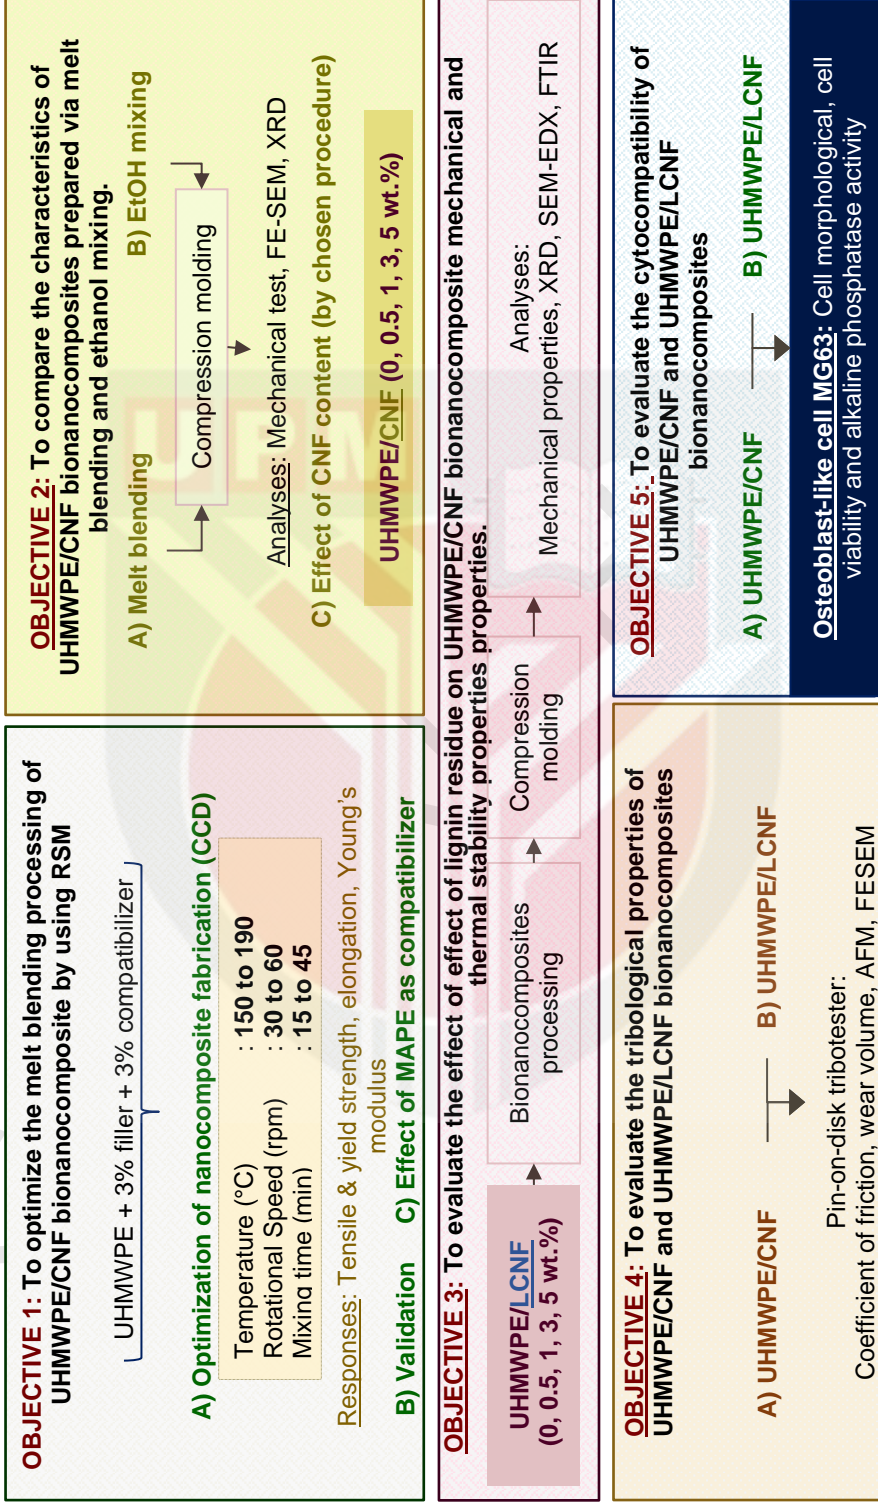 OBJECTIVE 1: To optimize the melt blending processing of
UHMWPE/CNF bionanocomposite by using RSM
UHMWPE + 3% filler + 3% compatibilizer
A) Optimization of nanocomposite fabrication (CCD)
Temperature (°C) : 150 to 190
Rotational Speed (rpm) : 30 to 60
Mixing time (min) : 15 to 45
Responses: Tensile & yield strength, elongation, Young's
modulus
B) Validation C) Effect of MAPE as compatibilizer
OBJECTIVE 2: To compare the characteristics of
UHMWPE/CNF bionanocomposites prepared via melt
blending and ethanol mixing.
A) Melt blending B) EtOH mixing
Compression molding
Analyses: Mechanical test, FE-SEM, XRD
C) Effect of CNF content (by chosen procedure)
UHMWPE/CNF (0, 0.5, 1, 3, 5 wt.%)
OBJECTIVE 3: To evaluate the effect of effect of lignin residue on UHMWPE/CNF bionanocomposite mechanical and
thermal stability properties properties.
UHMWPE/LCNF
(0, 0.5, 1, 3, 5 wt.%)
Bionanocomposites
processing
Compression
molding
Analyses:
Mechanical properties, XRD, SEM-EDX, FTIR
OBJECTIVE 4: To evaluate the tribological properties of
UHMWPE/CNF and UHMWPE/LCNF bionanocomposites
A) UHMWPE/CNF B) UHMWPE/LCNF
Pin-on-disk tribotester:
Coefficient of friction, wear volume, AFM, FESEM
OBJECTIVE 5: To evaluate the cytocompatibility of
UHMWPE/CNF and UHMWPE/LCNF
bionanocomposites
A) UHMWPE/CNF B) UHMWPE/LCNF
Osteoblast-like cell MG63: Cell morphological, cell
viability and alkaline phosphatase activity
UPM